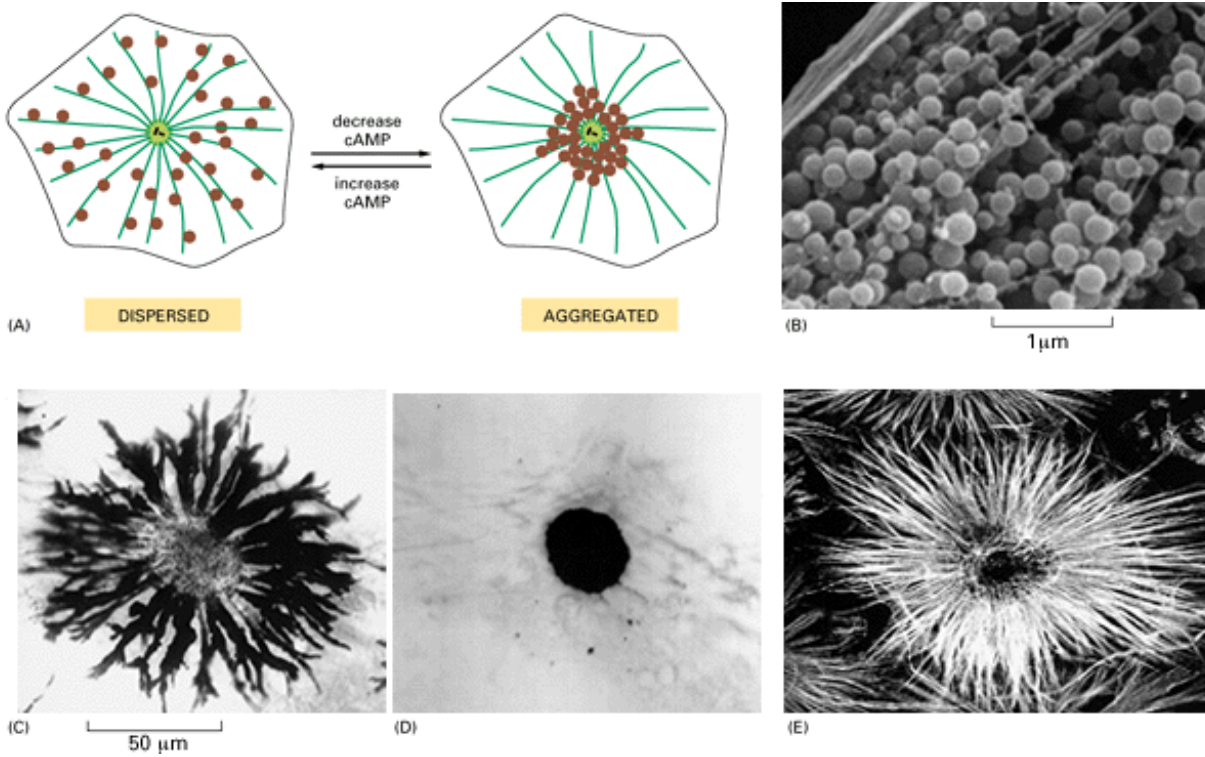 decrease
cAMP
increase
cAMP
DISPERSED
AGGREGATED
(A)
(B)
1μm
(C)
50 μm
(D)
(E)